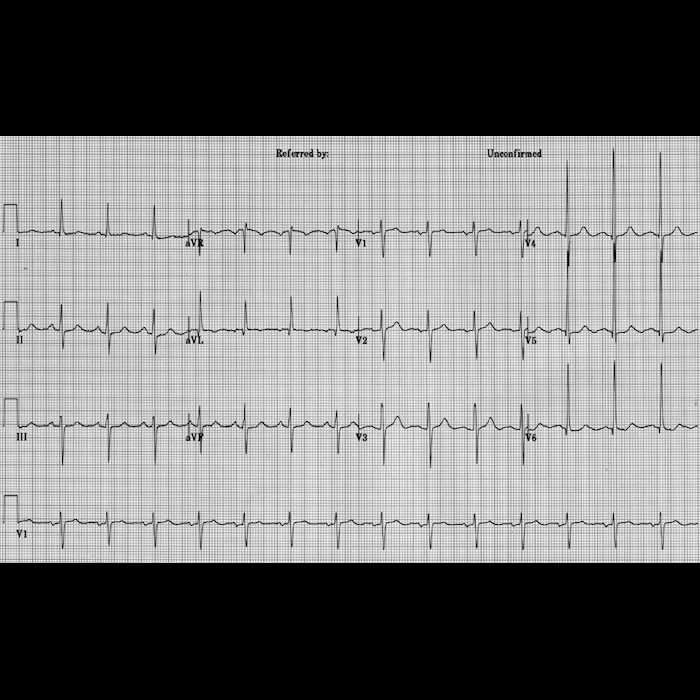 Referred by: Unconfirmed
I aVR V1 V4
II aVL V2 V5
III aVF V3 V6
V1